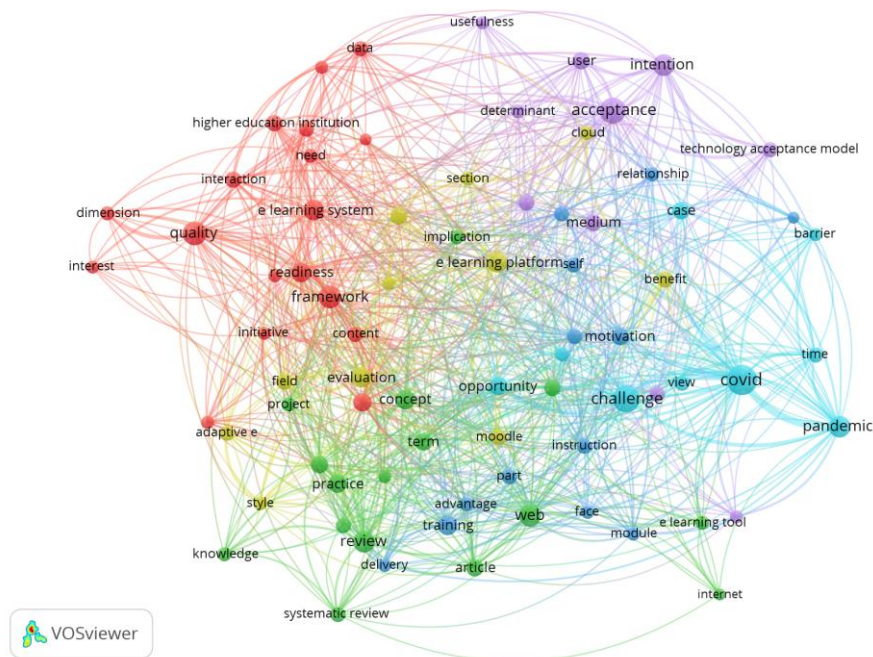 usefulness
data
user
intention
determinant
acceptance
higher education institution
cloud
need
technology acceptance model
section
relationship
interaction
dimension
e learning system
case
medium
quality
implication
barrier
interest
e learning platform
self
readiness
benefit
framework
initiative
content
motivation
time
field
evaluation
opportunity
view
covid
project
concept
challenge
pandemic
adaptive e
term
moodle
instruction
practice
part
style
advantage
web
face
e learning tool
training
module
knowledge
review
delivery
article
internet
systematic review
VOSviewer